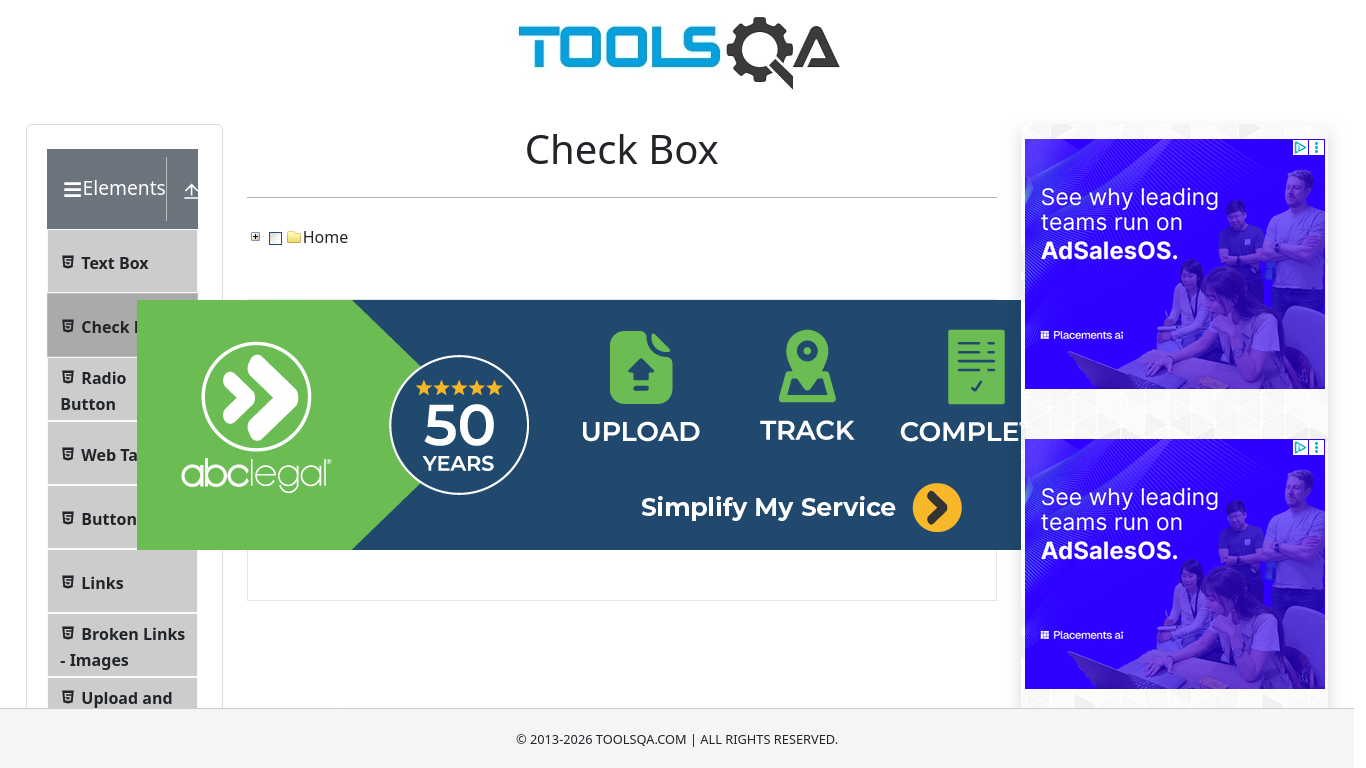 TOOLSQA
Check Box
Elements
Home
Text Box
Check
Radio
Button
Web Ta
Button
Links
Broken Links
- Images
Upload and
abclegal®
50
YEARS
UPLOAD
TRACK
COMPLET
Simplify My Service
See why leading
teams run on
AdSalesOS.
Placements ai
See why leading
teams run on
AdSalesOS.
Placements ai
© 2013-2026 TOOLSQA.COM | ALL RIGHTS RESERVED.